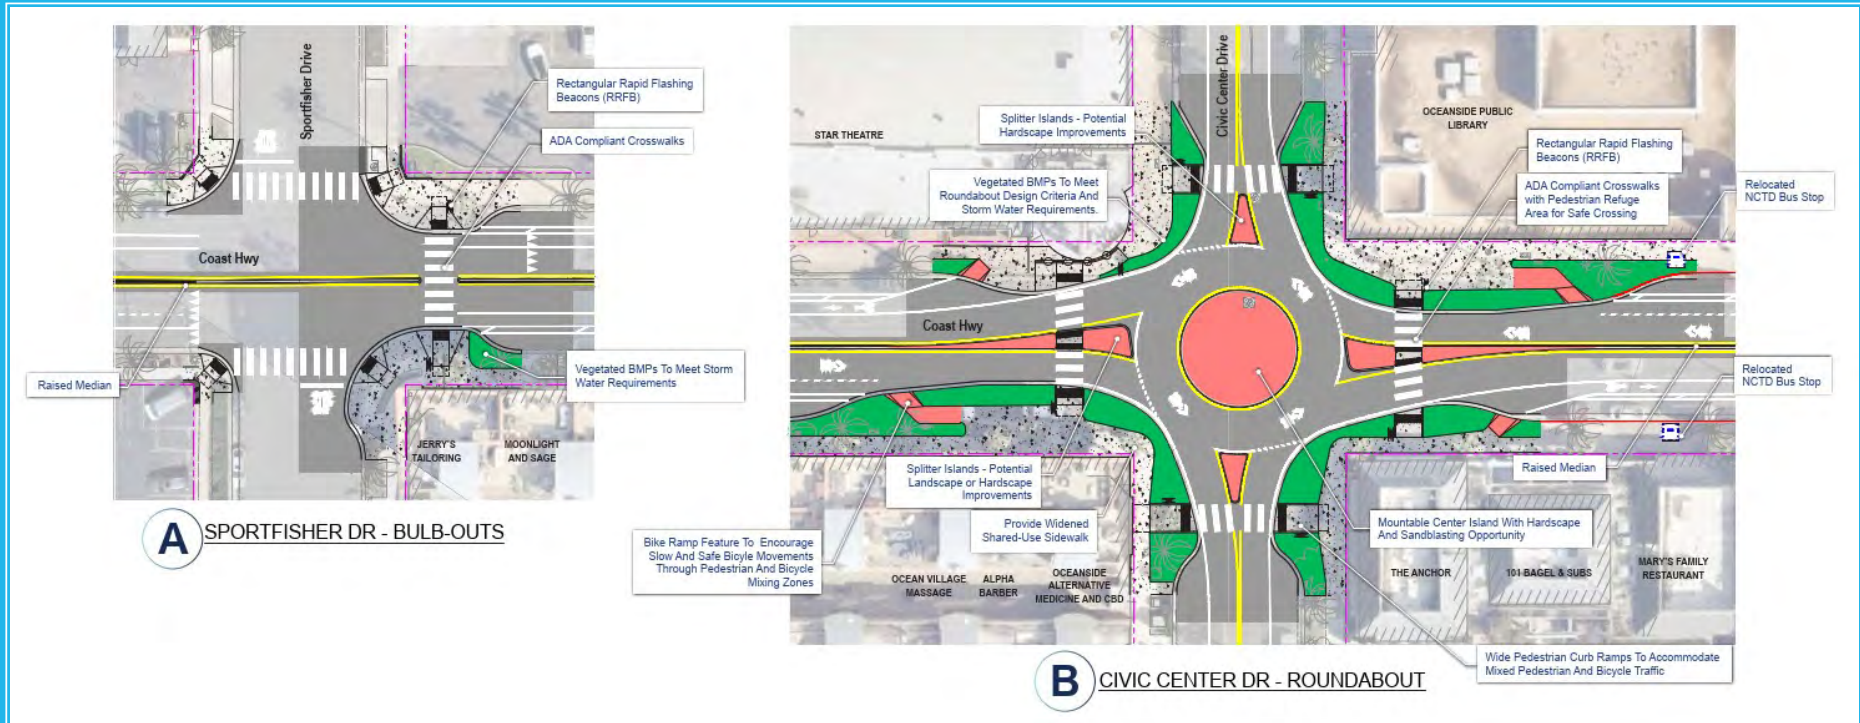 Sportfisher Drive
Rectangular Rapid Flashing
Beacons (RRFB)
ADA Compliant Crosswalks
Coast Hwy
Raised Median
Vegetated BMPs To Meet Storm
Water Requirements
JERRY'S
TAILORING
MOONLIGHT
AND SAGE
A
SPORTFISHER DR - BULB-OUTS
Civic Center Drive
STAR THEATRE
Splitter Islands - Potential
Hardscape Improvements
Vegetated BMPs To Meet
Roundabout Design Criteria And
Storm Water Requirements.
OCEANSIDE PUBLIC
LIBRARY
Rectangular Rapid Flashing
Beacons (RRFB)
ADA Compliant Crosswalks
with Pedestrian Refuge
Area for Safe Crossing
Relocated
NCTD Bus Stop
Coast Hwy
Relocated
NCTD Bus Stop
Raised Median
Splitter Islands - Potential
Landscape or Hardscape
Improvements
Provide Widened
Shared-Use Sidewalk
Bike Ramp Feature To Encourage
Slow And Safe Bicyle Movements
Through Pedestrian And Bicycle
Mixing Zones
Mountable Center Island With Hardscape
And Sandblasting Opportunity
OCEAN VILLAGE
MASSAGE
ALPHA
BARBER
OCEANSIDE
ALTERNATIVE
MEDICINE AND CBD
THE ANCHOR
101 BAGEL & SUBS
MARY'S FAMILY
RESTAURANT
Wide Pedestrian Curb Ramps To Accommodate
Mixed Pedestrian And Bicycle Traffic
B
CIVIC CENTER DR - ROUNDABOUT